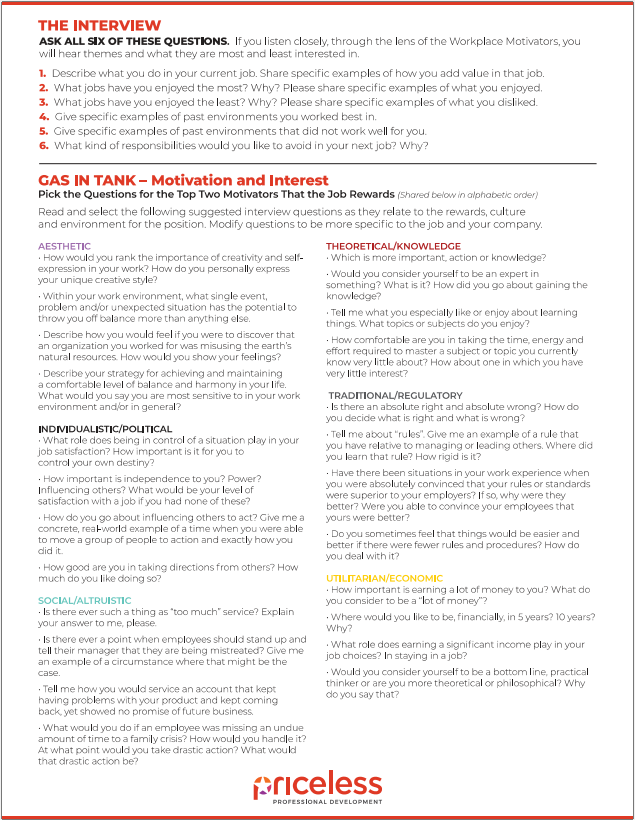 THE INTERVIEW
ASK ALL SIX OF THESE QUESTIONS. If you listen closely, through the lens of the Workplace Motivators, you
will hear themes and what they are most and least interested in.
1. Describe what you do in your current job. Share specific examples of how you add value in that job.
2. What jobs have you enjoyed the most? Why? Please share specific examples of what you enjoyed.
3. What jobs have you enjoyed the least? Why? Please share specific examples of what you disliked.
4. Give specific examples of past environments you worked best in.
5. Give specific examples of past environments that did not work well for you.
6. What kind of responsibilities would you like to avoid in your next job? Why?
GAS IN TANK – Motivation and Interest
Pick the Questions for the Top Two Motivators That the Job Rewards (Shared below in alphabetic order)
Read and select the following suggested interview questions as they relate to the rewards, culture
and environment for the position. Modify questions to be more specific to the job and your company.
AESTHETIC
• How would you rank the importance of creativity and self-
expression in your work? How do you personally express
your unique creative style?
• Within your work environment, what single event,
problem and/or unexpected situation has the potential to
throw you off balance more than anything else.
• Describe how you would feel if you were to discover that
an organization you worked for was misusing the earth's
natural resources. How would you show your feelings?
• Describe your strategy for achieving and maintaining
a comfortable level of balance and harmony in your life.
What would you say you are most sensitive to in your work
environment and/or in general?
INDIVIDUALISTIC/POLITICAL
• What role does being in control of a situation play in your
job satisfaction? How important is it for you to
control your own destiny?
• How important is independence to you? Power?
Influencing others? What would be your level of
satisfaction with a job if you had none of these?
• How do you go about influencing others to act? Give me a
concrete, real-world example of a time when you were able
to move a group of people to action and exactly how you
did it.
• How good are you in taking directions from others? How
much do you like doing so?
SOCIAL/ALTRUISTIC
• Is there ever such a thing as "too much" service? Explain
your answer to me, please.
• Is there ever a point when employees should stand up and
tell their manager that they are being mistreated? Give me
an example of a circumstance where that might be the
case.
• Tell me how you would service an account that kept
having problems with your product and kept coming
back, yet showed no promise of future business.
• What would you do if an employee was missing an undue
amount of time to a family crisis? How would you handle it?
At what point would you take drastic action? What would
that drastic action be?
THEORETICAL/KNOWLEDGE
• Which is more important, action or knowledge?
• Would you consider yourself to be an expert in
something? What is it? How did you go about gaining the
knowledge?
• Tell me what you especially like or enjoy about learning
things. What topics or subjects do you enjoy?
• How comfortable are you in taking the time, energy and
effort required to master a subject or topic you currently
know very little about? How about one in which you have
very little interest?
TRADITIONAL/REGULATORY
• Is there an absolute right and absolute wrong? How do
you decide what is right and what is wrong?
• Tell me about "rules". Give me an example of a rule that
you have relative to managing or leading others. Where did
you learn that rule? How rigid is it?
• Have there been situations in your work experience when
you were absolutely convinced that your rules or standards
were superior to your employers? If so, why were they
better? Were you able to convince your employees that
yours were better?
• Do you sometimes feel that things would be easier and
better if there were fewer rules and procedures? How do
you deal with it?
UTILITARIAN/ECONOMIC
• How important is earning a lot of money to you? What do
you consider to be a "lot of money"?
• Where would you like to be, financially, in 5 years? 10 years?
Why?
• What role does earning a significant income play in your
job choices? In staying in a job?
• Would you consider yourself to be a bottom line, practical
thinker or are you more theoretical or philosophical? Why
do you say that?
priceless
PROFESSIONAL DEVELOPMENT